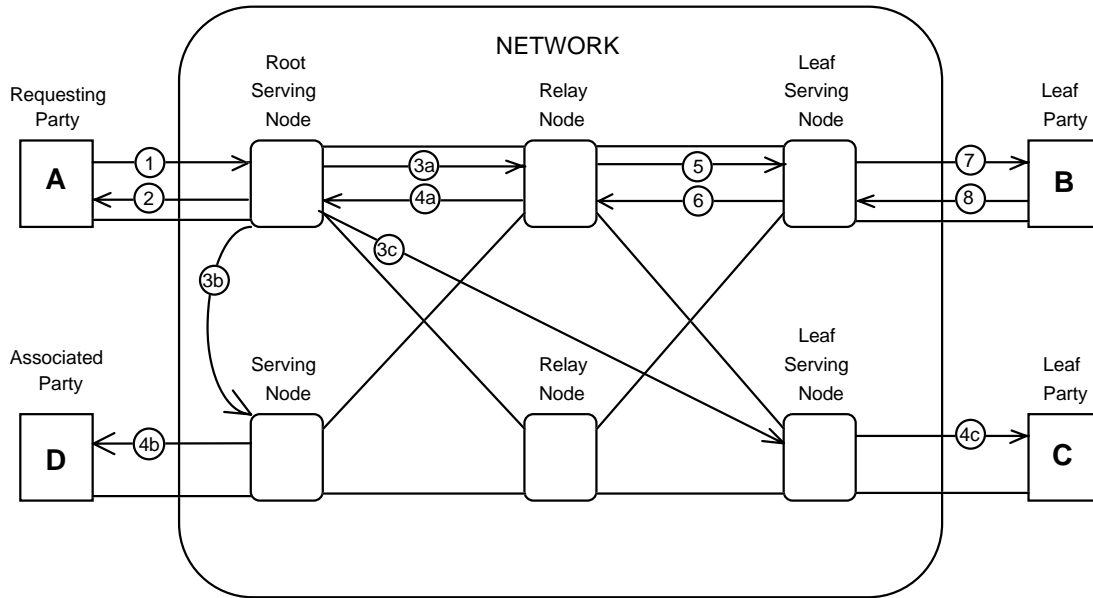 NETWORK
Root
Serving
Node
Relay
Node
Leaf
Serving
Node
Requesting
Party
Leaf
Party
A
1
2
3a
4a
5
6
7
8
B
3b
3c
Associated
Party
Serving
Node
Relay
Node
Leaf
Serving
Node
Leaf
Party
D
4b
4c
C